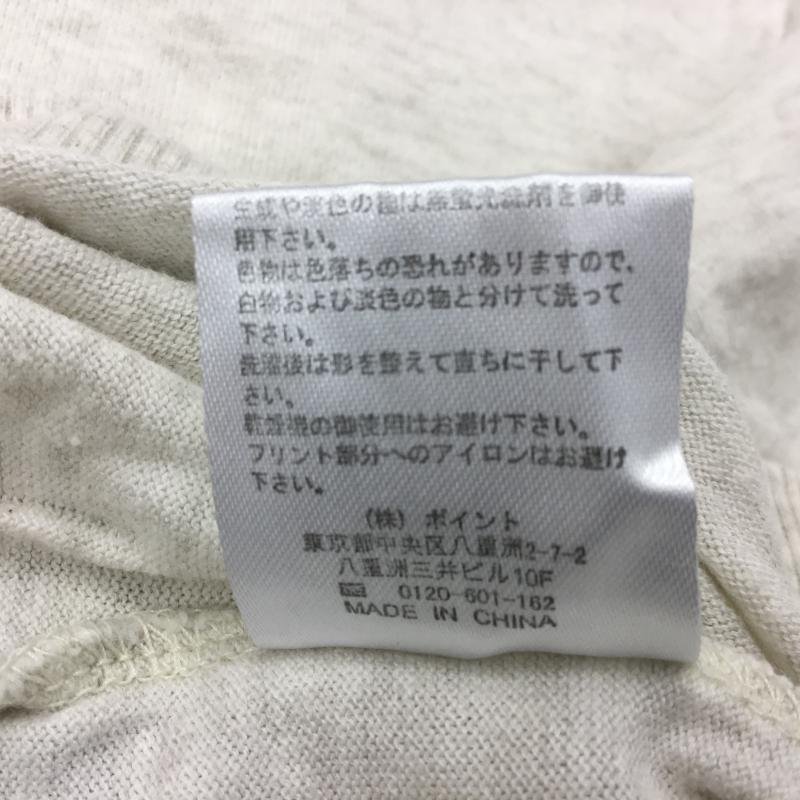 生成や淡色の物は無蛍光洗剤を御使
用下さい。
色物は色落ちの恐れがありますので、
白物および淡色の物と分けて洗って
下さい。
洗濯後は形を整えて直ちに干して下
さい。
乾燥機の御使用はお避け下さい。
プリント部分へのアイロンはお避け
下さい。
(株) ポイント
東京都中央区八重洲2-7-2
八重洲三井ビル10F
0120-601-162
MADE IN CHINA